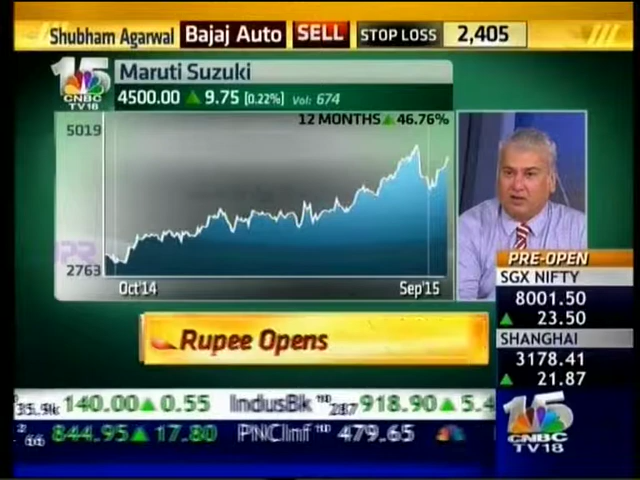 Shubham Agarwal Bajaj Auto SELL STOP LOSS 2,405
15
CNBC
TV18
Maruti Suzuki
4500.00 ▲ 9.75 [0.22%] Vol: 674
12 MONTHS ▲ 46.76%
5019
2763
Oct'14 Sep'15
PRE-OPEN
SGX NIFTY
8001.50
▲ 23.50
SHANGHAI
3178.41
▲ 21.87
Rupee Opens
140.00 ▲ 0.55 IndusBk 918.90 ▲ 5.4
844.95 ▲ 17.80 PNCInf 479.65
15
CNBC
TV18